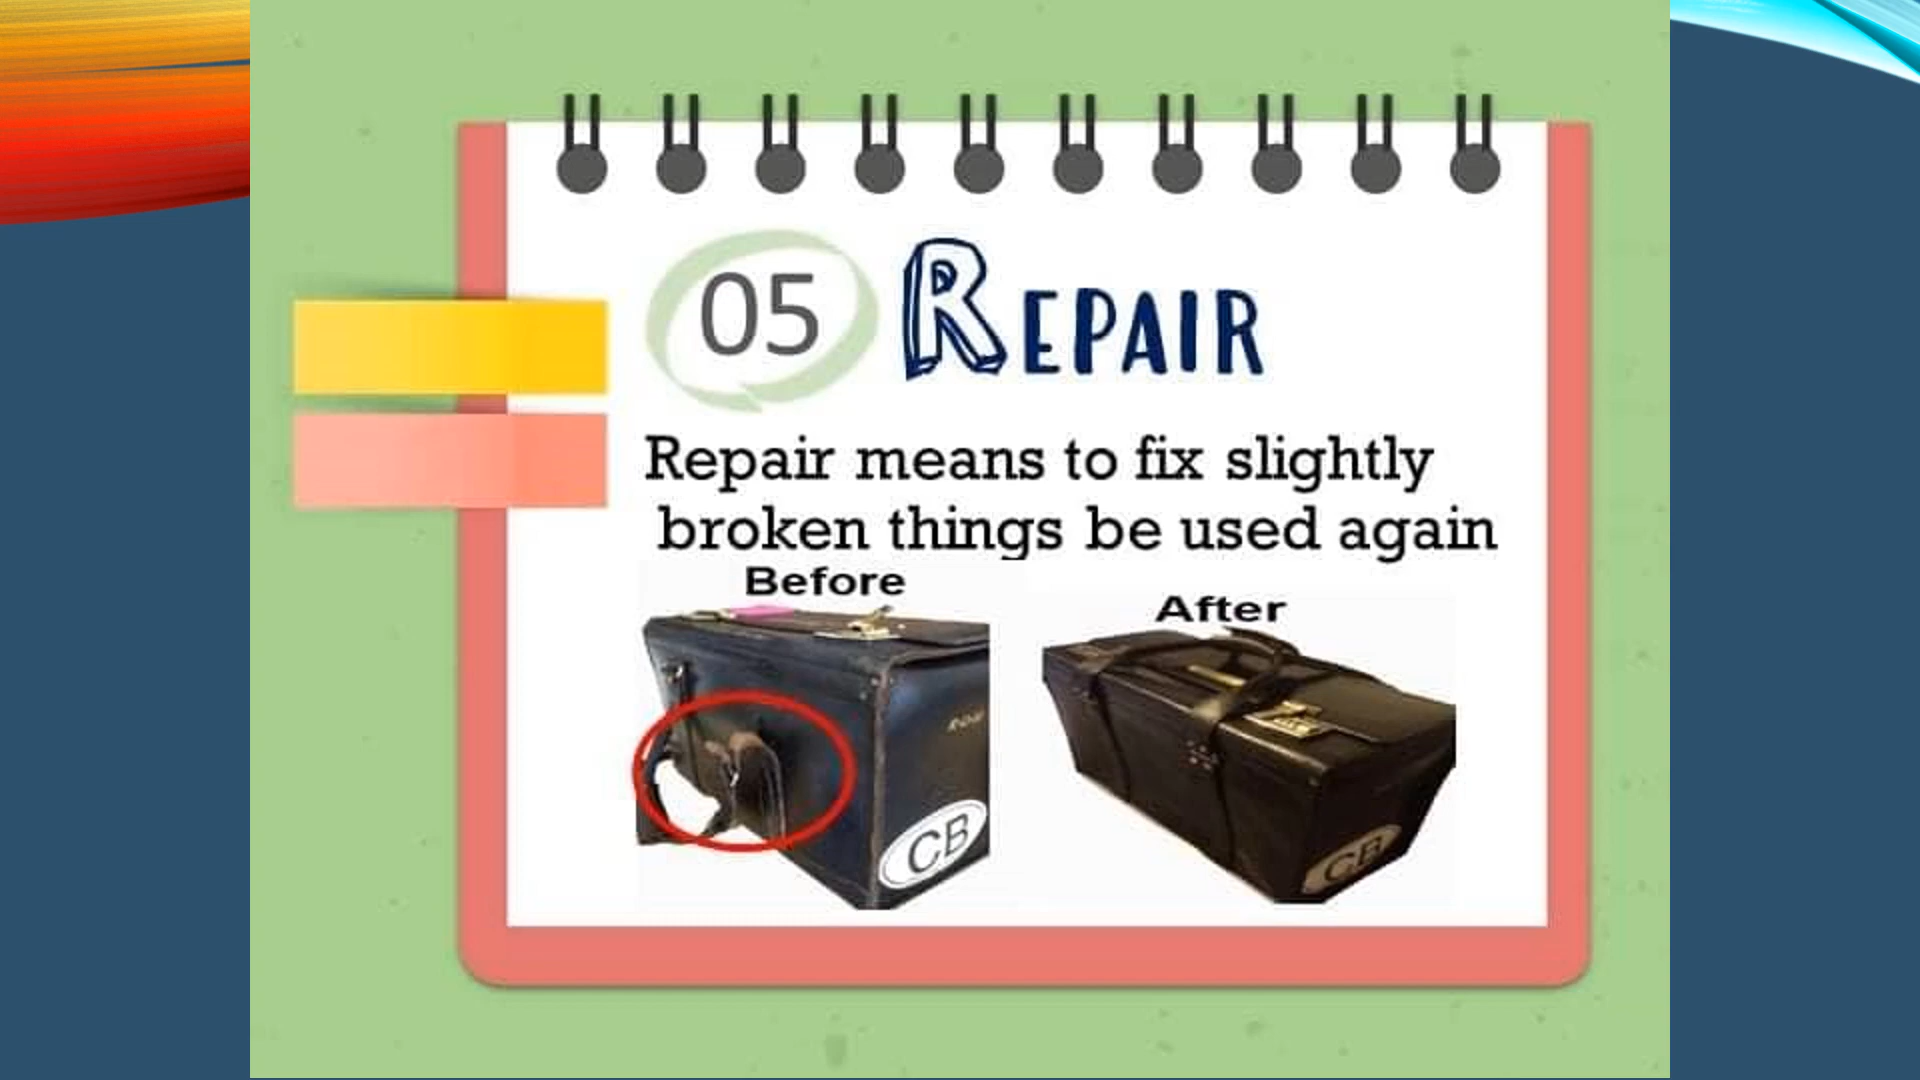 05 REPAIR
Repair means to fix slightly
broken things be used again
Before
After
CB
CB